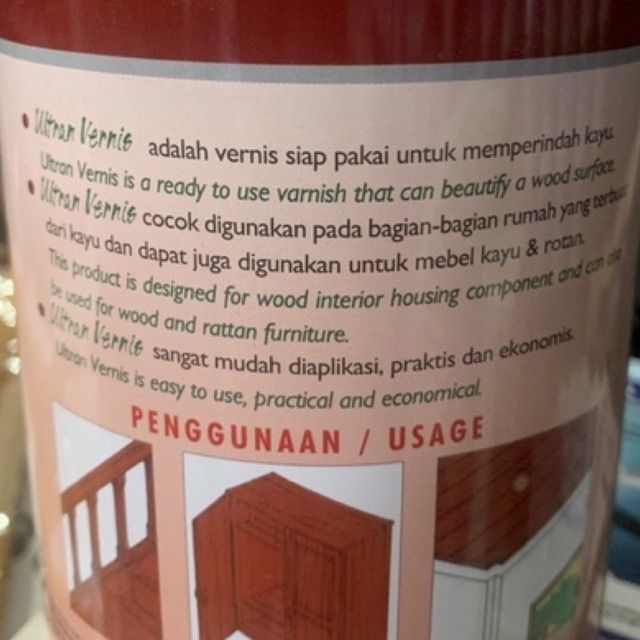 • Ultran Vernis adalah vernis siap pakai untuk memperindah kayu.
Ultran Vernis is a ready to use varnish that can beautify a wood surface.
• Ultran Vernis cocok digunakan pada bagian-bagian rumah yang terbuat
dari kayu dan dapat juga digunakan untuk mebel kayu & rotan.
This product is designed for wood interior housing component and can also
be used for wood and rattan furniture.
• Ultran Vernis sangat mudah diaplikasi, praktis dan ekonomis.
Ultran Vernis is easy to use, practical and economical.
PENGGUNAAN / USAGE